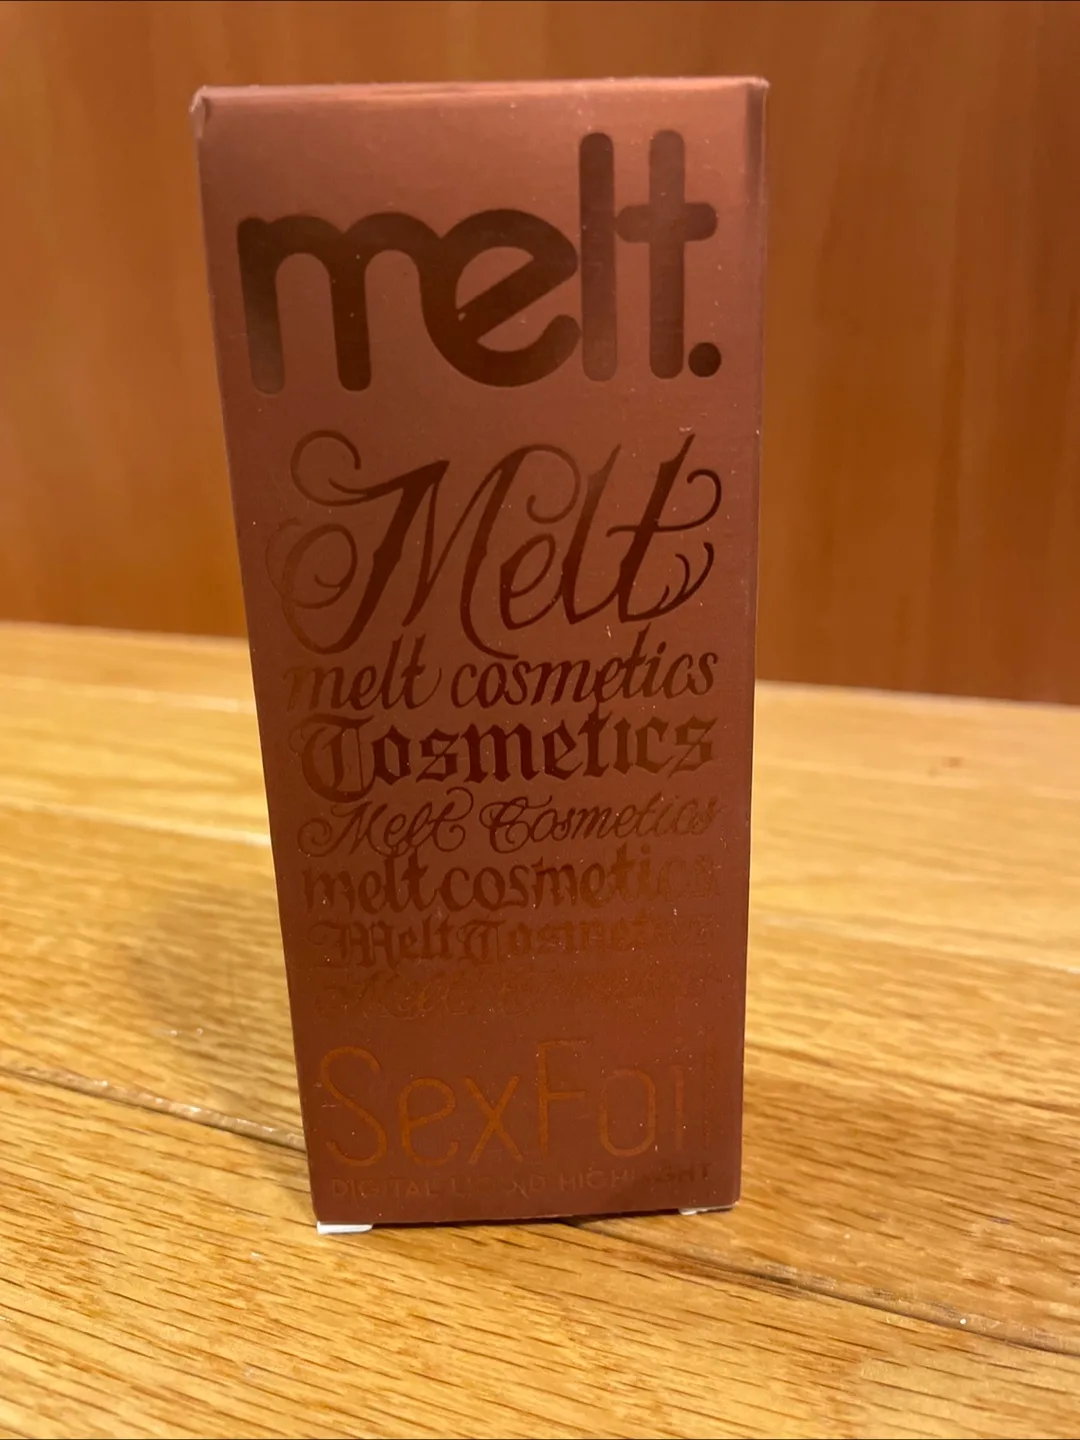 melt.
Melt
melt cosmetics
Cosmetics
Melt Cosmetics
melt cosmetics
Melt Cosmetics
SexFoil
DIGITAL LIQUID HIGHLIGHT